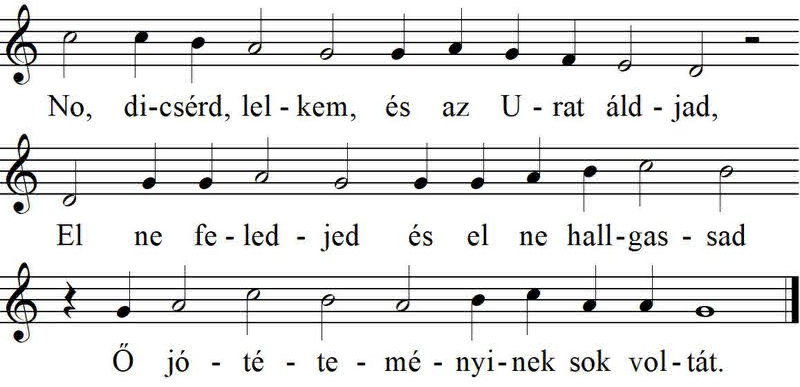 No, di-csérd, lel-kem, és az U-rat áld-jad,
El ne fe-led-jed és el ne hall-gas-sad
Ő jó-té-te-mé-nyi-nek sok vol-tát.